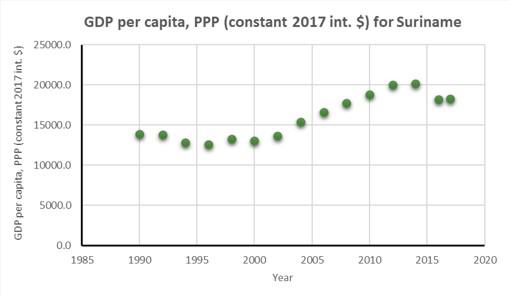 GDP per capita, PPP (constant 2017 int. $) for Suriname
GDP per capita, PPP (constant 2017 int. $)
25000.0
20000.0
15000.0
10000.0
5000.0
0.0
1985 1990 1995 2000 2005 2010 2015 2020
Year